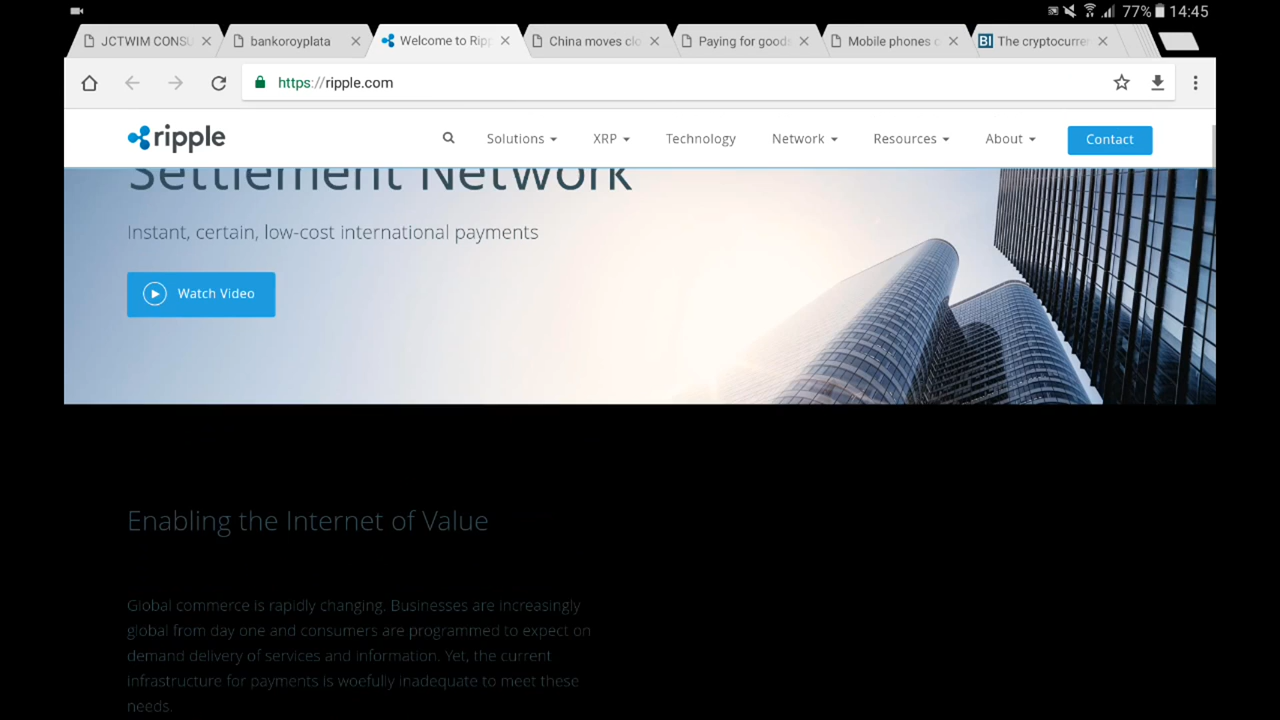 77% 14:45
JCTWIM CONSU
bankoroyplata
Welcome to Ripp
China moves clo
Paying for goods
Mobile phones c
BI The cryptocurre
https://ripple.com
ripple
Solutions
XRP
Technology
Network
Resources
About
Contact
Settlement Network
Instant, certain, low-cost international payments
Watch Video
Enabling the Internet of Value
Global commerce is rapidly changing. Businesses are increasingly
global from day one and consumers are programmed to expect on
demand delivery of services and information. Yet, the current
infrastructure for payments is woefully inadequate to meet these
needs.